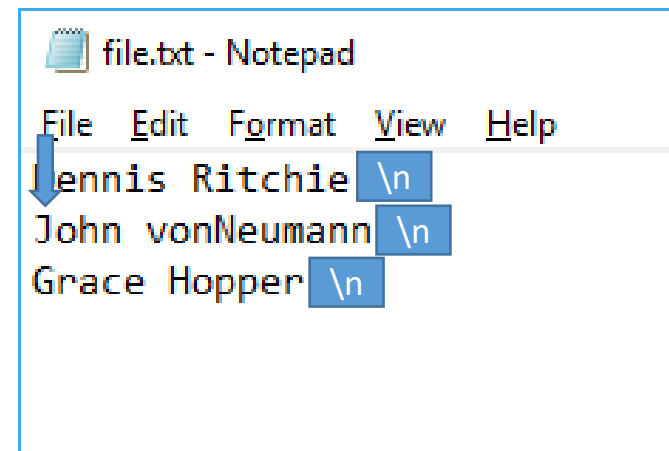 file.txt - Notepad
File Edit Format View Help
Dennis Ritchie \n
John vonNeumann \n
Grace Hopper \n